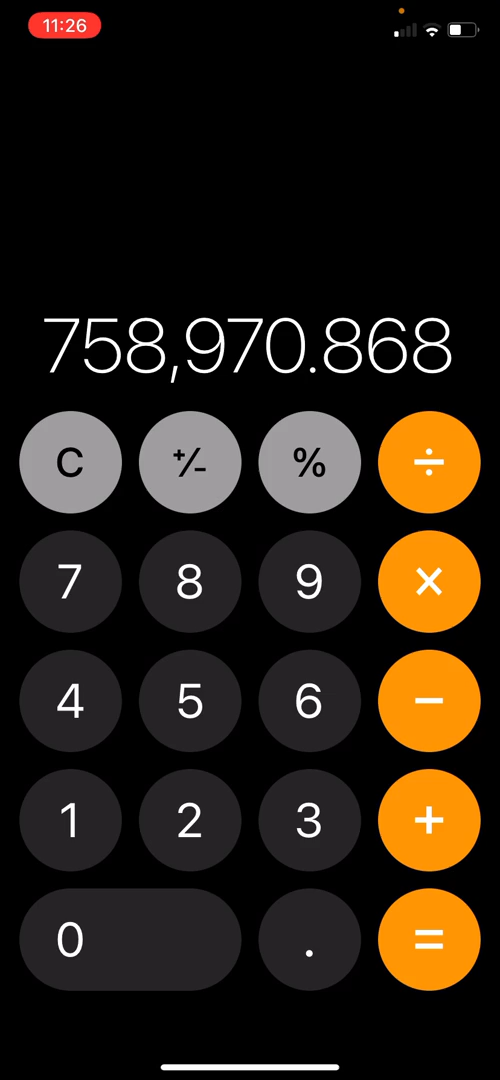 11:26
758,970.868
C ⁺∕₋ % ÷
7 8 9 ×
4 5 6 −
1 2 3 +
0 . =